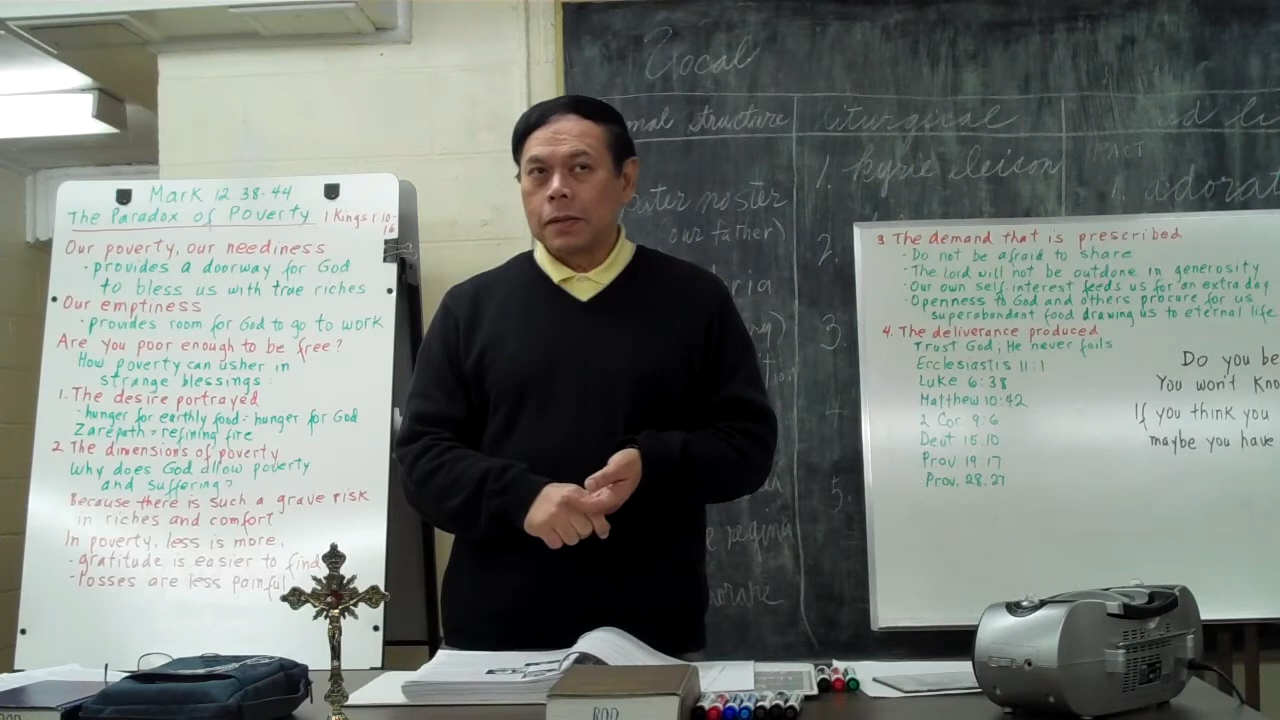 Mark 12:38-44
The Paradox of Poverty 1 Kings 17:10-
16
Our poverty, our neediness
- provides a doorway for God
to bless us with true riches
Our emptiness
- provides room for God to go to work
Are you poor enough to be free?
How poverty can usher in
strange blessings:
1. The desire portrayed
- hunger for earthly food = hunger for God
Zarepath = refining fire
2. The dimensions of poverty
Why does God allow poverty
and suffering?
Because there is such a grave risk
in riches and comfort
In poverty, less is more,
- gratitude is easier to find
- losses are less painful
Vocal
mal structure
liturgical
1. kyrie eleison
pater noster
our father)
2.
3.
4.
5.
regina
PACT
1. adorat
3 The demand that is prescribed
- Do not be afraid to share
- The Lord will not be outdone in generosity
- Our own self interest feeds us for an extra day
- Openness to God and others procure for us
superabundant food drawing us to eternal life
4. The deliverance produced
Trust God; He never fails
Ecclesiastis 11:1
Luke 6:38
Matthew 10:42
2 Cor 9:6
Deut 15.10
Prov. 19.17
Prov. 28.27
Do you be
You won't kno
If you think you
maybe you have